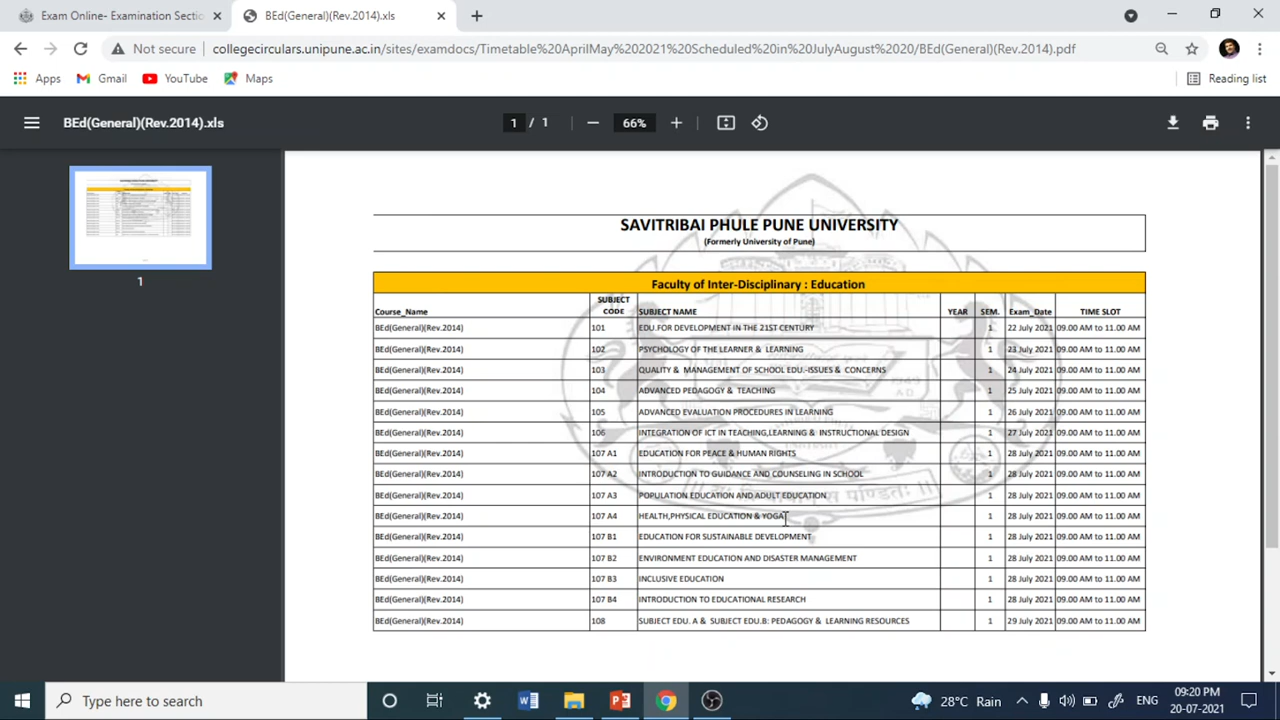 Exam Online- Examination Sectio
BEd(General)(Rev.2014).xls
Not secure collegecirculars.unipune.ac.in/sites/examdocs/Timetable%20AprilMay%202021%20Scheduled%20in%20JulyAugust%2020/BEd(General)(Rev.2014).pdf
Apps Gmail YouTube Maps Reading list
BEd(General)(Rev.2014).xls 1 / 1 66%
1
SAVITRIBAI PHULE PUNE UNIVERSITY
(Formerly University of Pune)
Faculty of Inter-Disciplinary : Education
Course_Name SUBJECT CODE SUBJECT NAME YEAR SEM. Exam_Date TIME SLOT
BEd(General)(Rev.2014) 101 EDU.FOR DEVELOPMENT IN THE 21ST CENTURY 1 22 July 2021 09.00 AM to 11.00 AM
BEd(General)(Rev.2014) 102 PSYCHOLOGY OF THE LEARNER & LEARNING 1 23 July 2021 09.00 AM to 11.00 AM
BEd(General)(Rev.2014) 103 QUALITY & MANAGEMENT OF SCHOOL EDU.-ISSUES & CONCERNS 1 24 July 2021 09.00 AM to 11.00 AM
BEd(General)(Rev.2014) 104 ADVANCED PEDAGOGY & TEACHING 1 25 July 2021 09.00 AM to 11.00 AM
BEd(General)(Rev.2014) 105 ADVANCED EVALUATION PROCEDURES IN LEARNING 1 26 July 2021 09.00 AM to 11.00 AM
BEd(General)(Rev.2014) 106 INTEGRATION OF ICT IN TEACHING,LEARNING & INSTRUCTIONAL DESIGN 1 27 July 2021 09.00 AM to 11.00 AM
BEd(General)(Rev.2014) 107 A1 EDUCATION FOR PEACE & HUMAN RIGHTS 1 28 July 2021 09.00 AM to 11.00 AM
BEd(General)(Rev.2014) 107 A2 INTRODUCTION TO GUIDANCE AND COUNSELING IN SCHOOL 1 28 July 2021 09.00 AM to 11.00 AM
BEd(General)(Rev.2014) 107 A3 POPULATION EDUCATION AND ADULT EDUCATION 1 28 July 2021 09.00 AM to 11.00 AM
BEd(General)(Rev.2014) 107 A4 HEALTH,PHYSICAL EDUCATION & YOGA 1 28 July 2021 09.00 AM to 11.00 AM
BEd(General)(Rev.2014) 107 B1 EDUCATION FOR SUSTAINABLE DEVELOPMENT 1 28 July 2021 09.00 AM to 11.00 AM
BEd(General)(Rev.2014) 107 B2 ENVIRONMENT EDUCATION AND DISASTER MANAGEMENT 1 28 July 2021 09.00 AM to 11.00 AM
BEd(General)(Rev.2014) 107 B3 INCLUSIVE EDUCATION 1 28 July 2021 09.00 AM to 11.00 AM
BEd(General)(Rev.2014) 107 B4 INTRODUCTION TO EDUCATIONAL RESEARCH 1 28 July 2021 09.00 AM to 11.00 AM
BEd(General)(Rev.2014) 108 SUBJECT EDU. A & SUBJECT EDU.B: PEDAGOGY & LEARNING RESOURCES 1 29 July 2021 09.00 AM to 11.00 AM
Type here to search 28°C Rain ENG 09:20 PM
20-07-2021